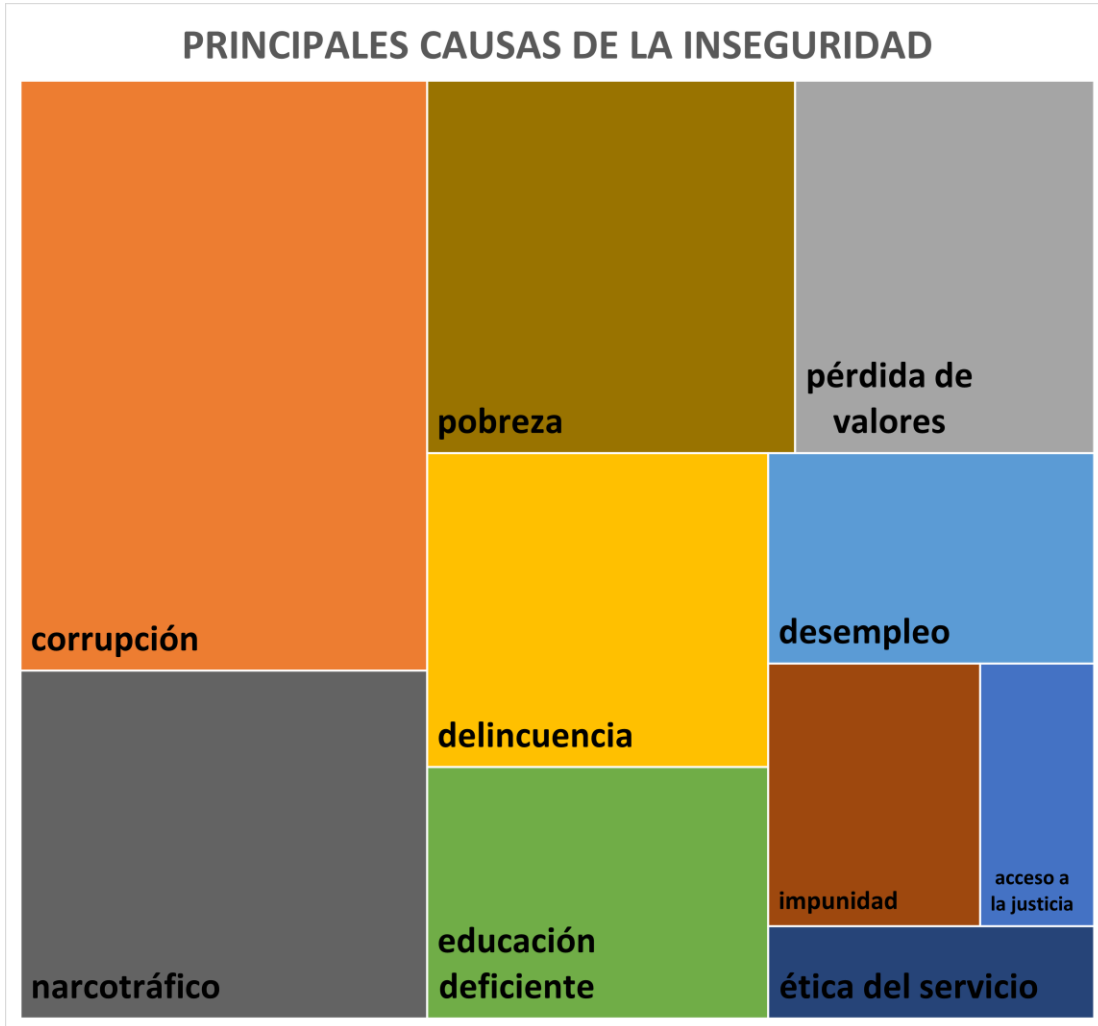 PRINCIPALES CAUSAS DE LA INSEGURIDAD
corrupción
narcotráfico
pobreza
pérdida de
valores
delincuencia
desempleo
educación
deficiente
impunidad
acceso a
la justicia
ética del servicio